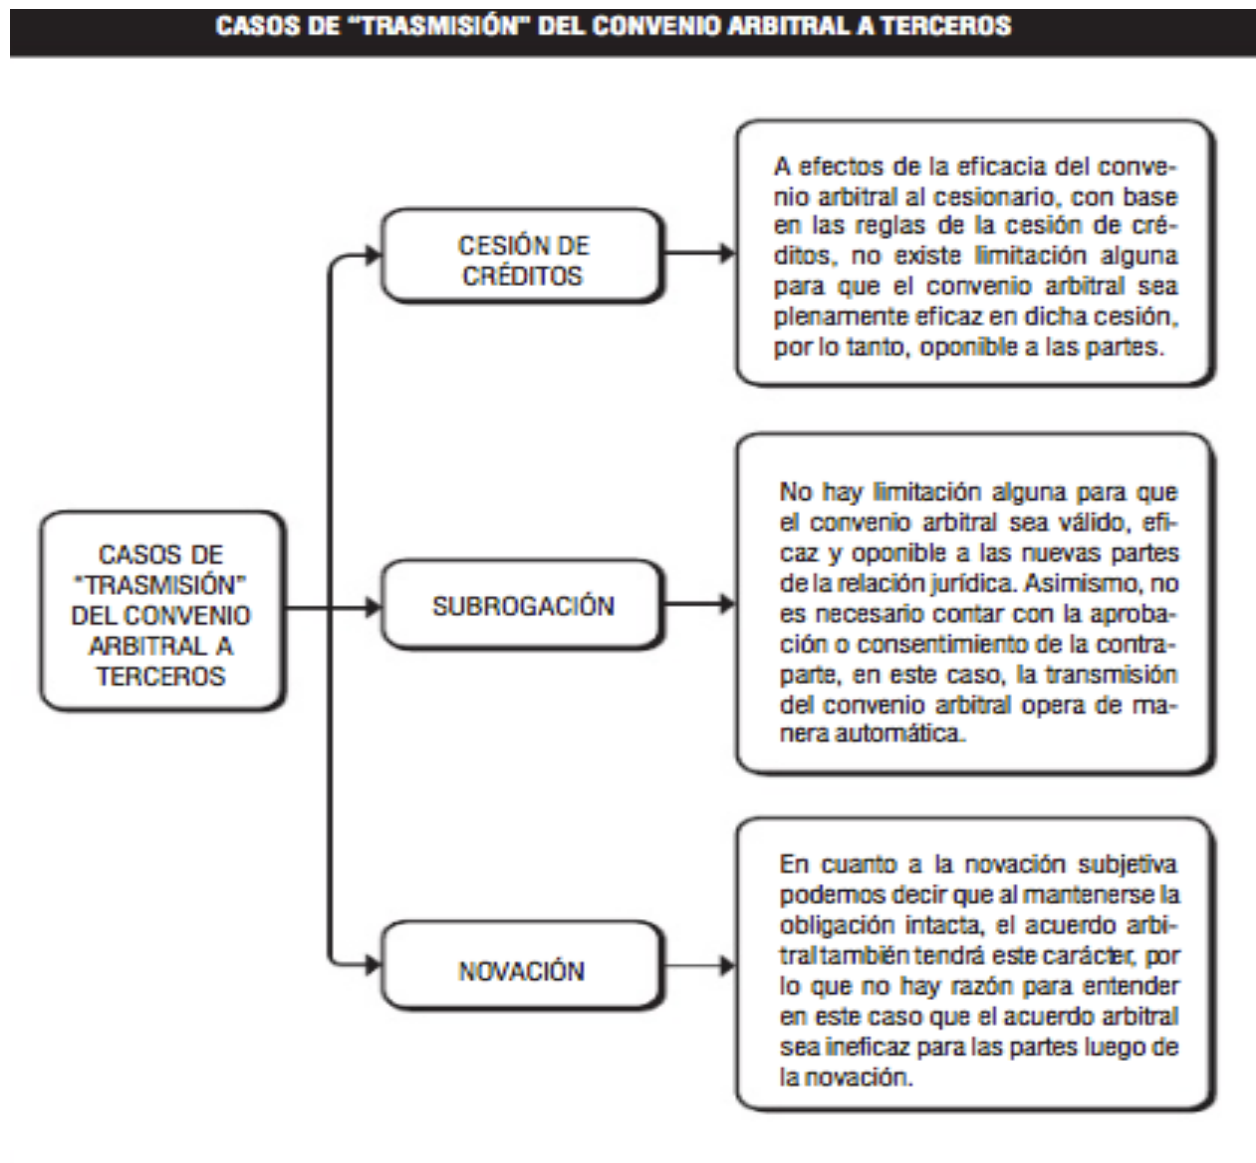 CASOS DE “TRASMISIÓN” DEL CONVENIO ARBITRAL A TERCEROS
CASOS DE
“TRASMISIÓN”
DEL CONVENIO
ARBITRAL A
TERCEROS
CESIÓN DE
CRÉDITOS
A efectos de la eficacia del conve-
nio arbitral al cesionario, con base
en las reglas de la cesión de cré-
ditos, no existe limitación alguna
para que el convenio arbitral sea
plenamente eficaz en dicha cesión,
por lo tanto, oponible a las partes.
SUBROGACIÓN
No hay limitación alguna para que
el convenio arbitral sea válido, efi-
caz y oponible a las nuevas partes
de la relación jurídica. Asimismo, no
es necesario contar con la aproba-
ción o consentimiento de la contra-
parte, en este caso, la transmisión
del convenio arbitral opera de ma-
nera automática.
NOVACIÓN
En cuanto a la novación subjetiva
podemos decir que al mantenerse la
obligación intacta, el acuerdo arbi-
tral también tendrá este carácter, por
lo que no hay razón para entender
en este caso que el acuerdo arbitral
sea ineficaz para las partes luego de
la novación.